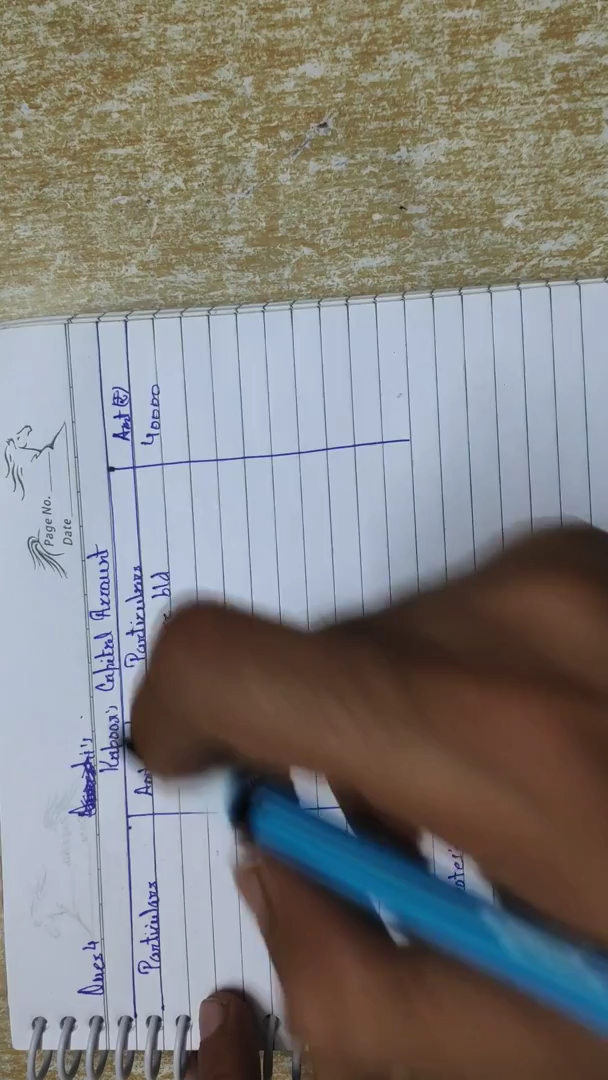 Page No.
Date
Ques 4
Kapoor's Capital Account
Particulars Particulars Amt (₹)
bld 40000